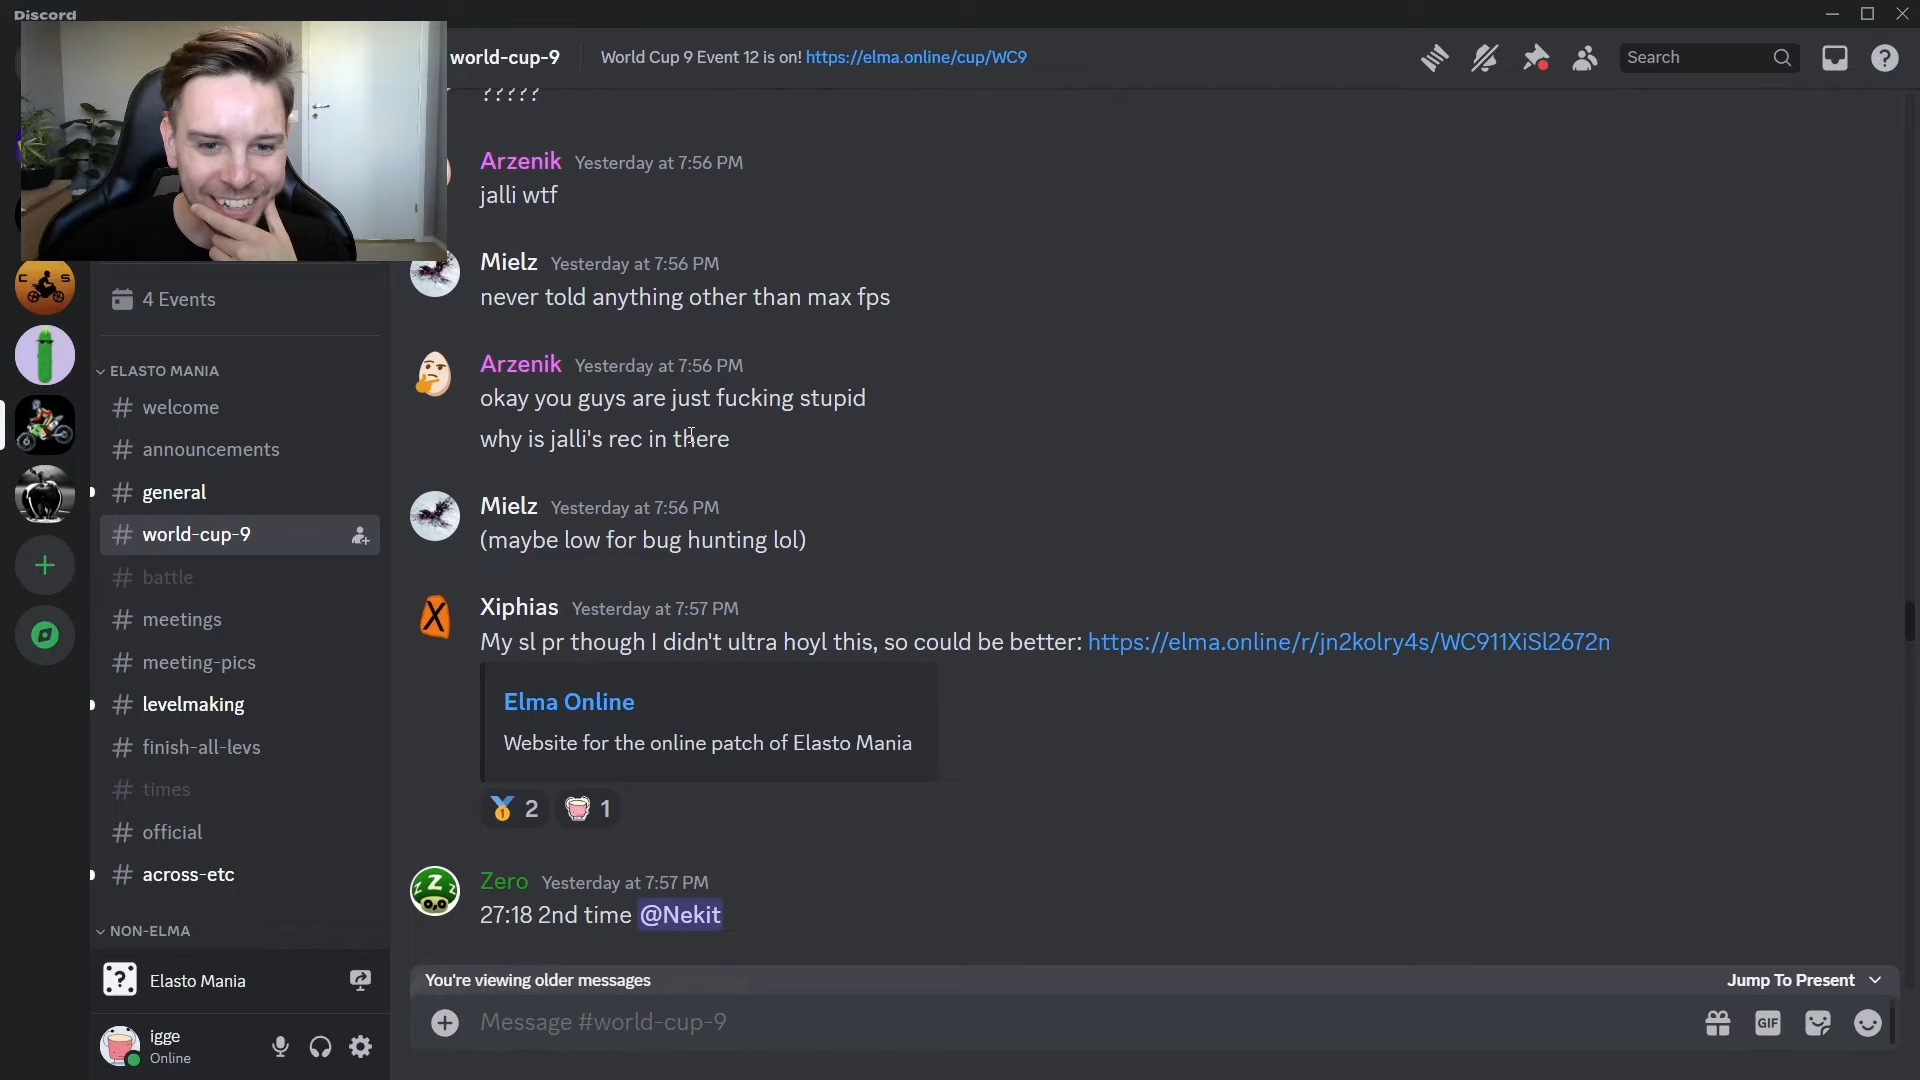 Discord
world-cup-9
World Cup 9 Event 12 is on! https://elma.online/cup/WC9
Search
?????
Arzenik Yesterday at 7:56 PM
jalli wtf
Mielz Yesterday at 7:56 PM
never told anything other than max fps
Arzenik Yesterday at 7:56 PM
okay you guys are just fucking stupid
why is jalli's rec in there
Mielz Yesterday at 7:56 PM
(maybe low for bug hunting lol)
Xiphias Yesterday at 7:57 PM
My sl pr though I didn't ultra hoyl this, so could be better: https://elma.online/r/jn2kolry4s/WC911XiSl2672n
Elma Online
Website for the online patch of Elasto Mania
2
1
Zero Yesterday at 7:57 PM
27:18 2nd time @Nekit
You're viewing older messages
Jump To Present
Message #world-cup-9
GIF
C S
4 Events
ELASTO MANIA
# welcome
# announcements
# general
# world-cup-9
# battle
# meetings
# meeting-pics
# levelmaking
# finish-all-levs
# times
# official
# across-etc
NON-ELMA
Elasto Mania
igge
Online